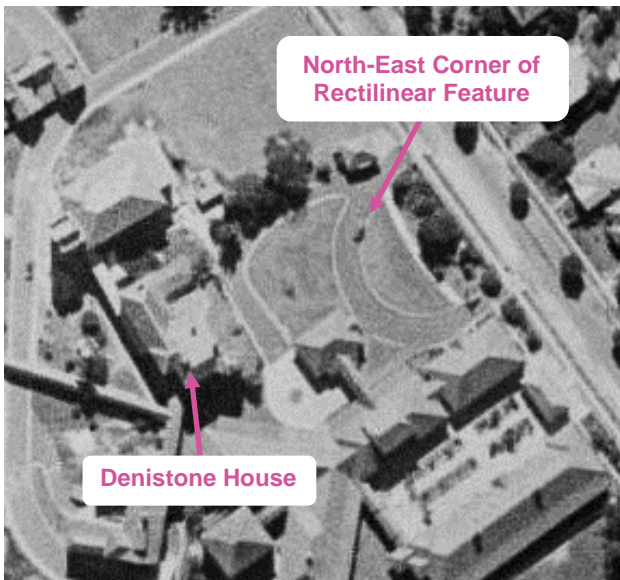 North-East Corner of
Rectilinear Feature
Denistone House